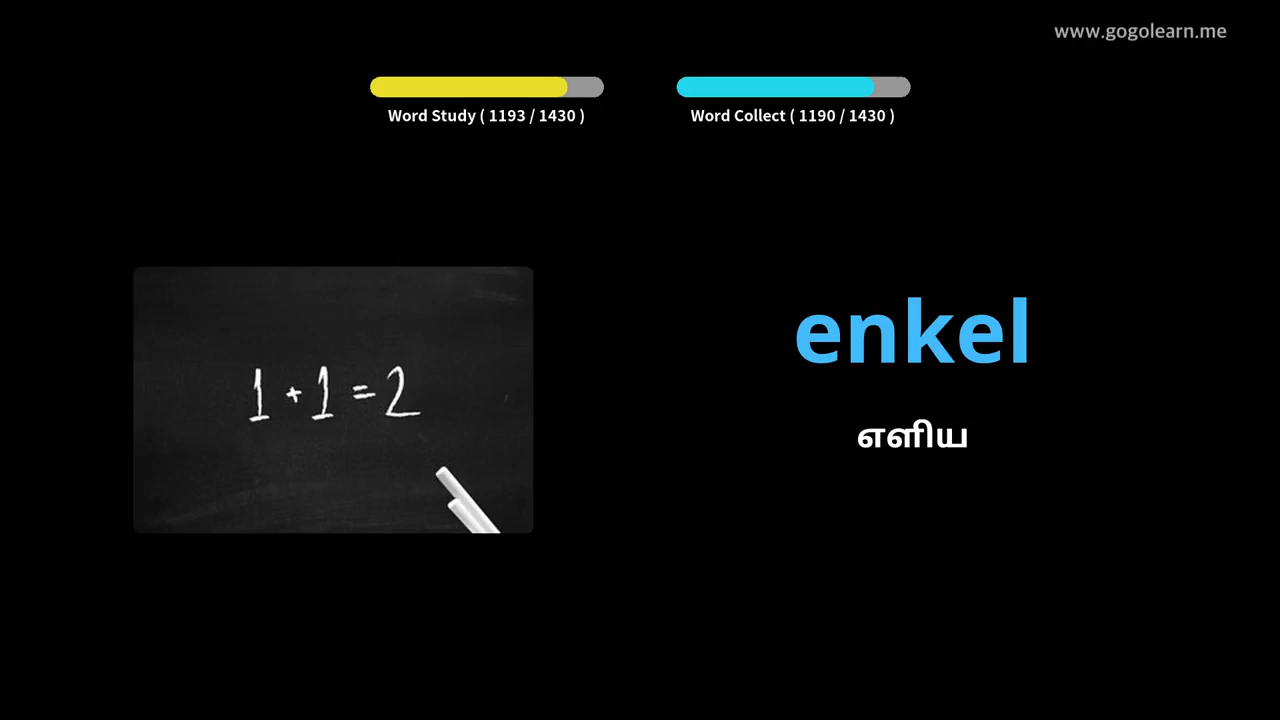 www.gogolearn.me
Word Study ( 1193 / 1430 )
Word Collect ( 1190 / 1430 )
1 + 1 = 2
enkel
எளிய